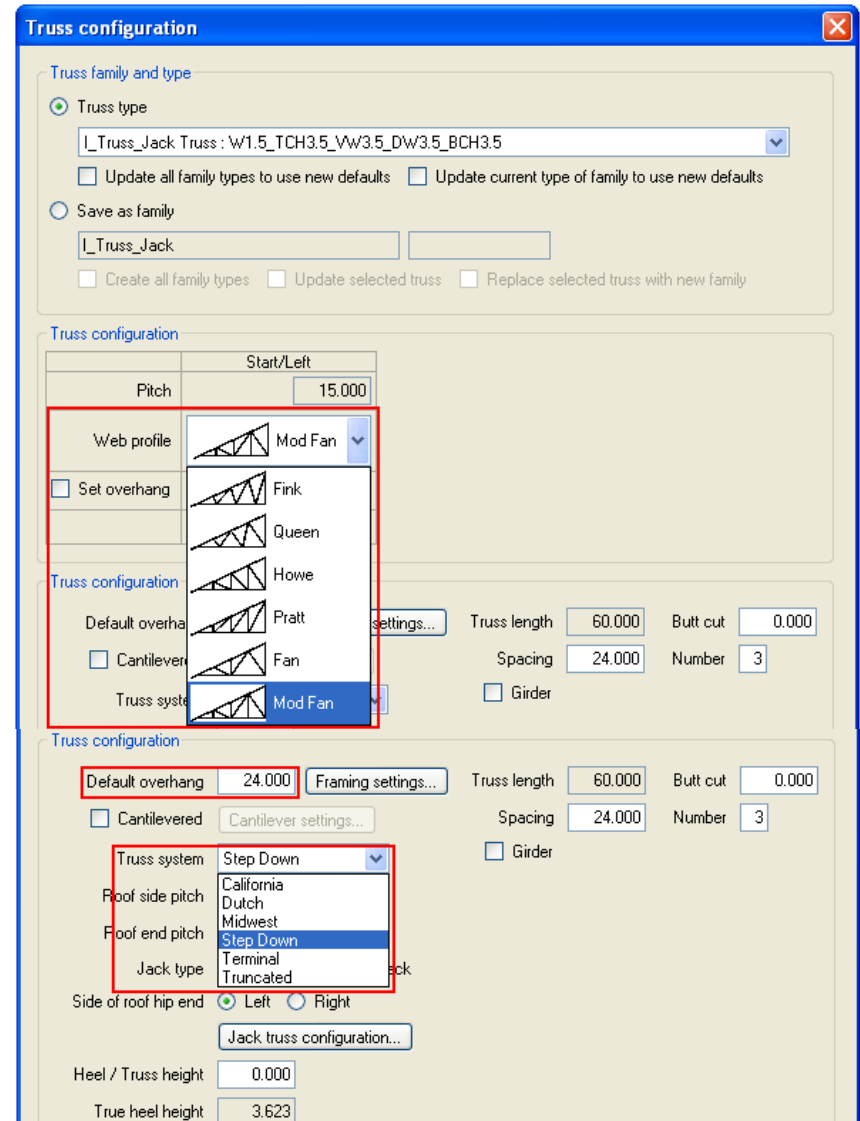 Truss configuration
Truss family and type
Truss type
I_Truss_Jack Truss : W1.5_TCH3.5_VW3.5_DW3.5_BCH3.5
Update all family types to use new defaults Update current type of family to use new defaults
Save as family
I_Truss_Jack
Create all family types Update selected truss Replace selected truss with new family
Truss configuration
Start/Left
Pitch 15.000
Web profile Mod Fan
Set overhang Fink
Queen
Howe
Truss configuration
Pratt
Default overha settings... Truss length 60.000 Butt cut 0.000
Cantilever Fan Spacing 24.000 Number 3
Truss syste Mod Fan Girder
Truss configuration
Default overhang 24.000 Framing settings... Truss length 60.000 Butt cut 0.000
Cantilevered Cantilever settings... Spacing 24.000 Number 3
Truss system Step Down Girder
California
Roof side pitch Dutch
Midwest
Roof end pitch Step Down
Terminal
Jack type Truncated ck
Side of roof hip end Left Right
Jack truss configuration...
Heel / Truss height 0.000
True heel height 3.623